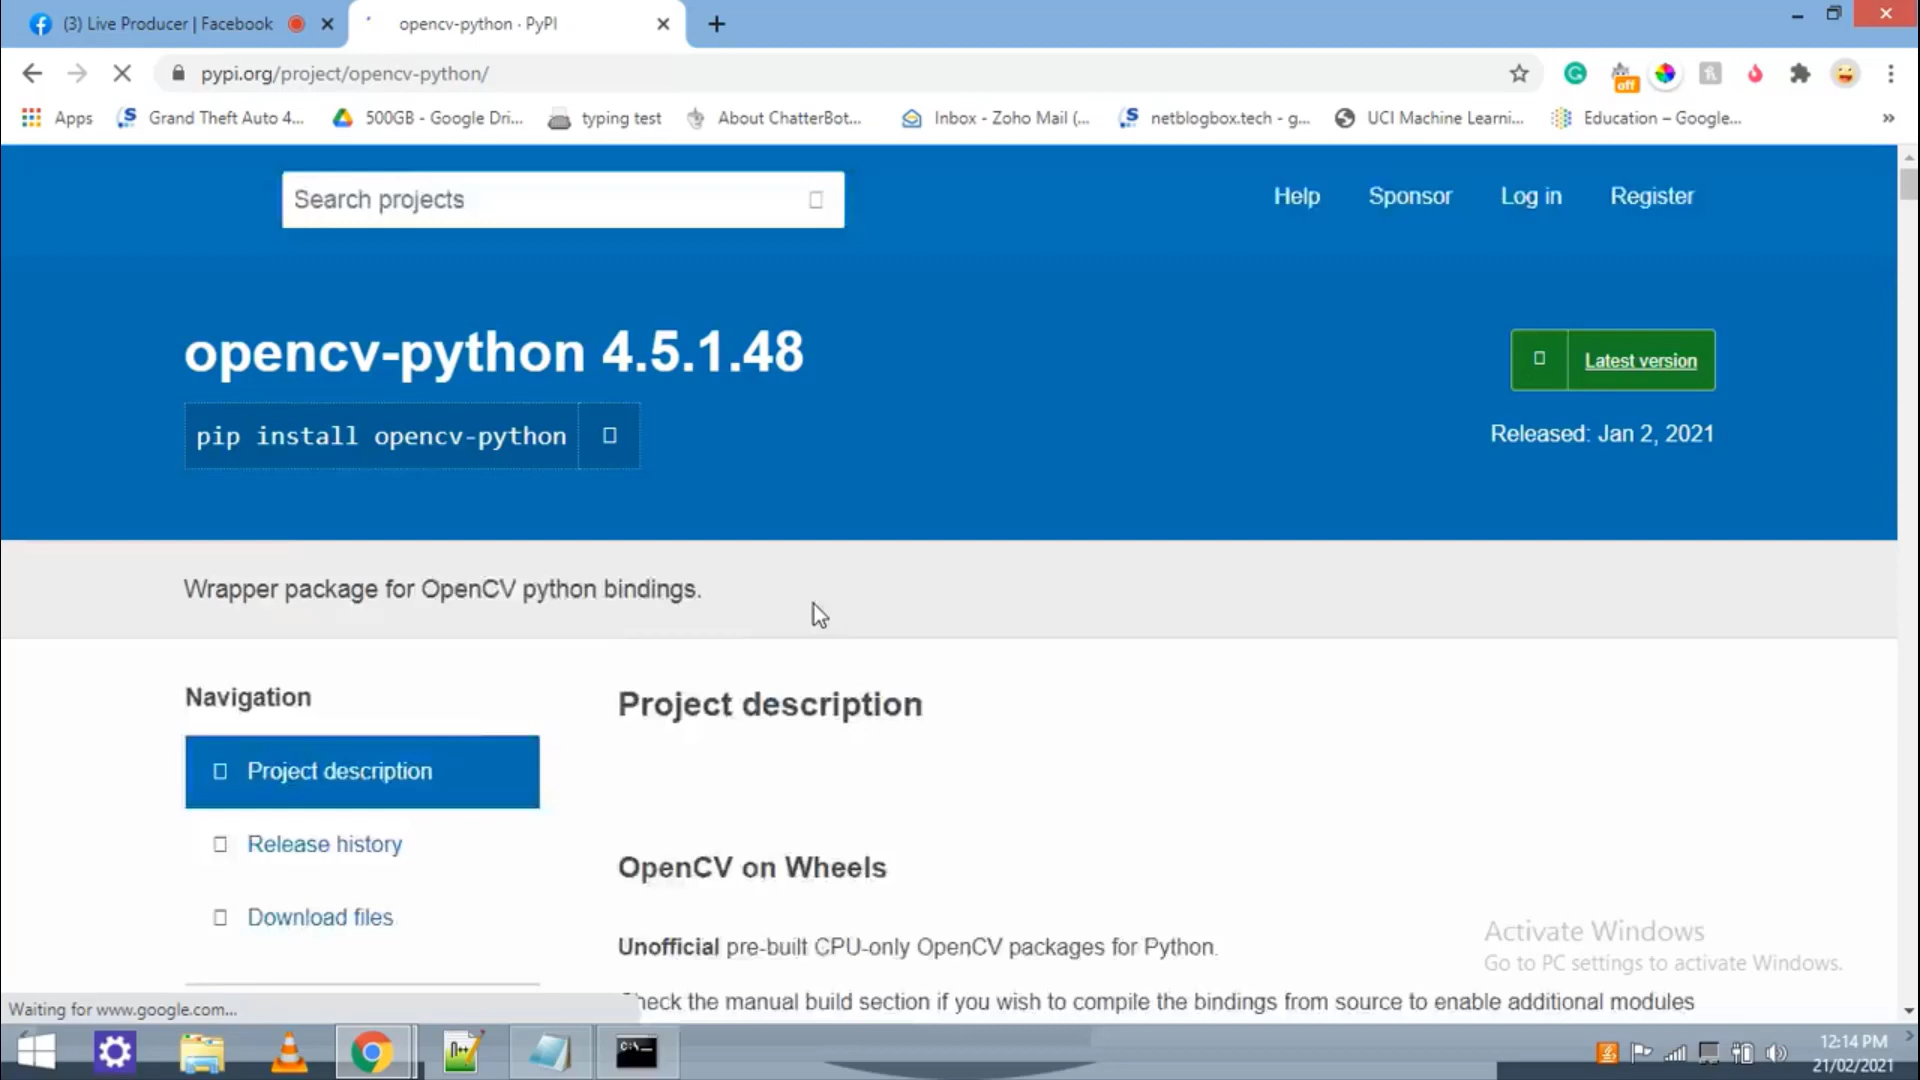 (3) Live Producer | Facebook
opencv-python · PyPI
pypi.org/project/opencv-python/
off
Apps
Grand Theft Auto 4...
500GB - Google Dri...
typing test
About ChatterBot...
Inbox - Zoho Mail (...
netblogbox.tech - g...
UCI Machine Learni...
Education – Google...
»
Search projects
Help
Sponsor
Log in
Register
opencv-python 4.5.1.48
Latest version
pip install opencv-python
Released: Jan 2, 2021
Wrapper package for OpenCV python bindings.
Navigation
Project description
Project description
Release history
OpenCV on Wheels
Download files
Unofficial pre-built CPU-only OpenCV packages for Python.
Activate Windows
Go to PC settings to activate Windows.
Check the manual build section if you wish to compile the bindings from source to enable additional modules
Waiting for www.google.com...
12:14 PM
21/02/2021